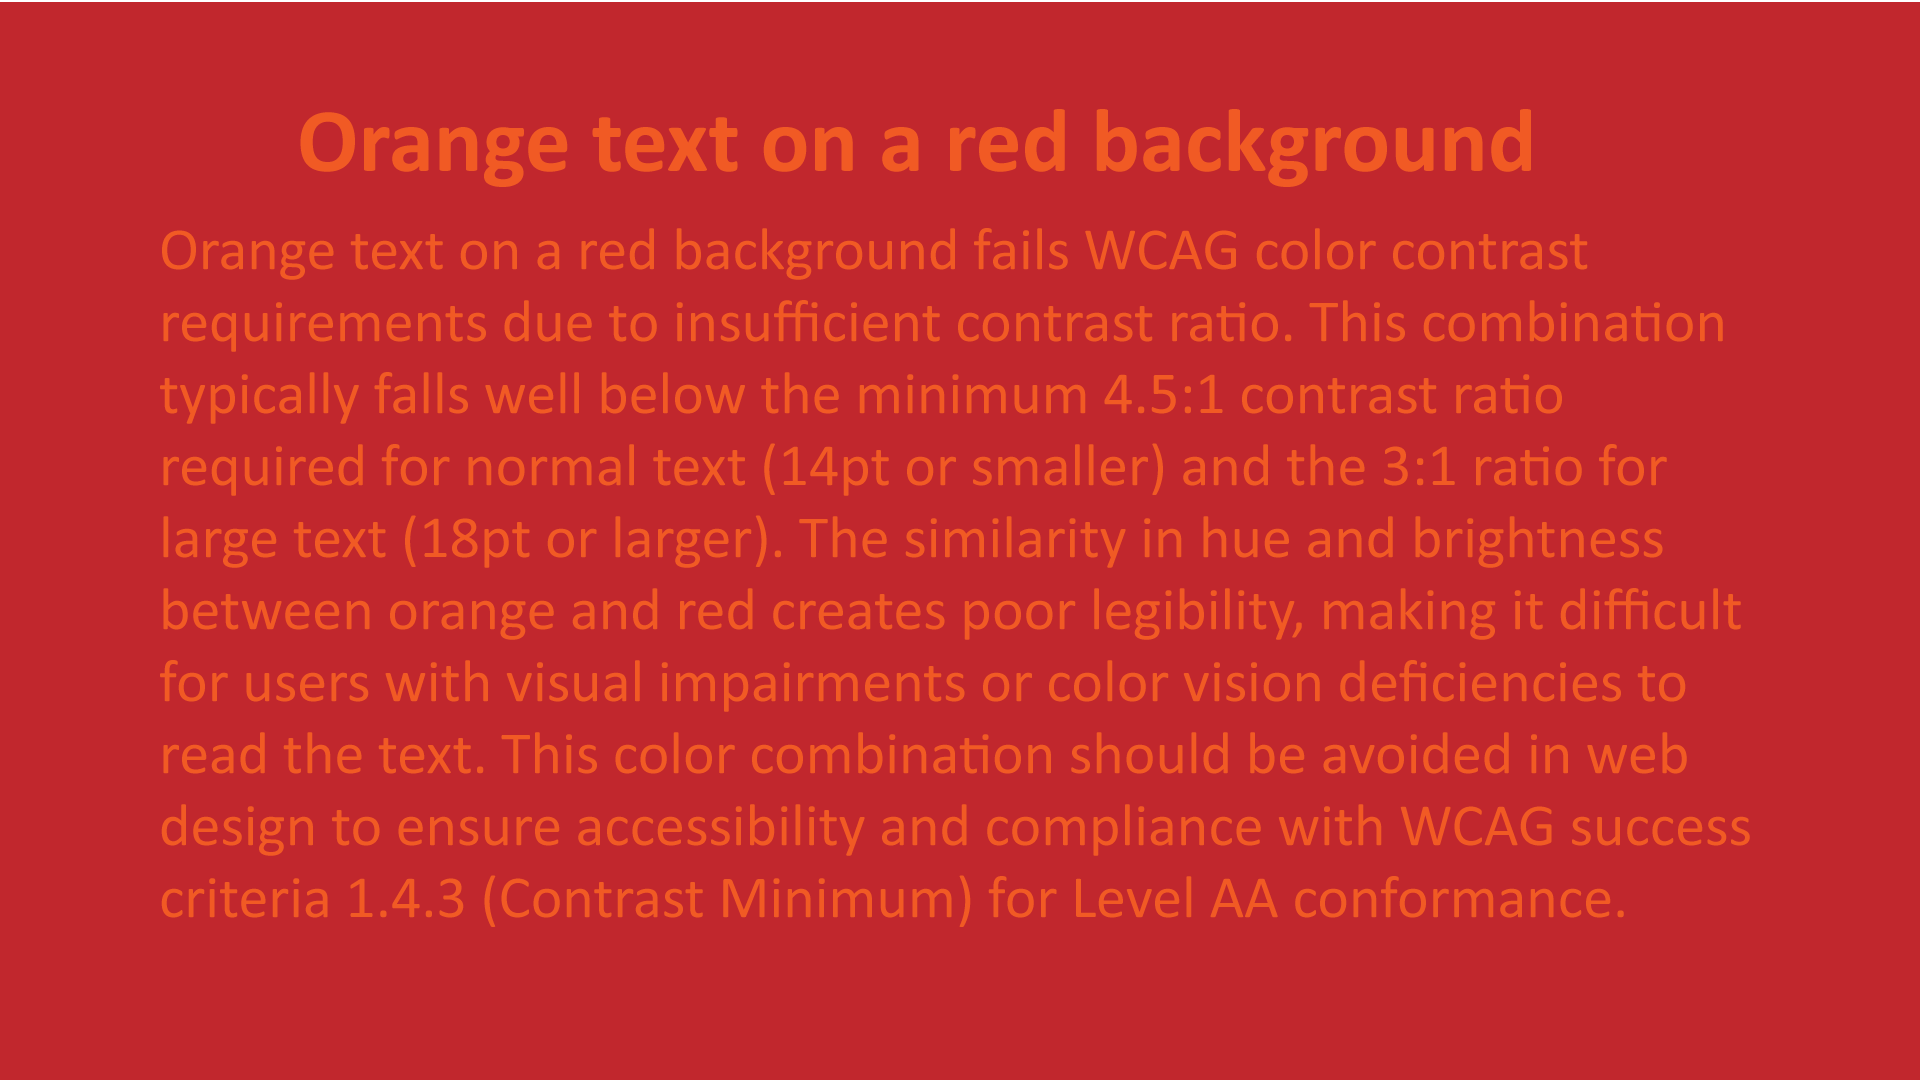 Orange text on a red background
Orange text on a red background fails WCAG color contrast
requirements due to insufficient contrast ratio. This combination
typically falls well below the minimum 4.5:1 contrast ratio
required for normal text (14pt or smaller) and the 3:1 ratio for
large text (18pt or larger). The similarity in hue and brightness
between orange and red creates poor legibility, making it difficult
for users with visual impairments or color vision deficiencies to
read the text. This color combination should be avoided in web
design to ensure accessibility and compliance with WCAG success
criteria 1.4.3 (Contrast Minimum) for Level AA conformance.